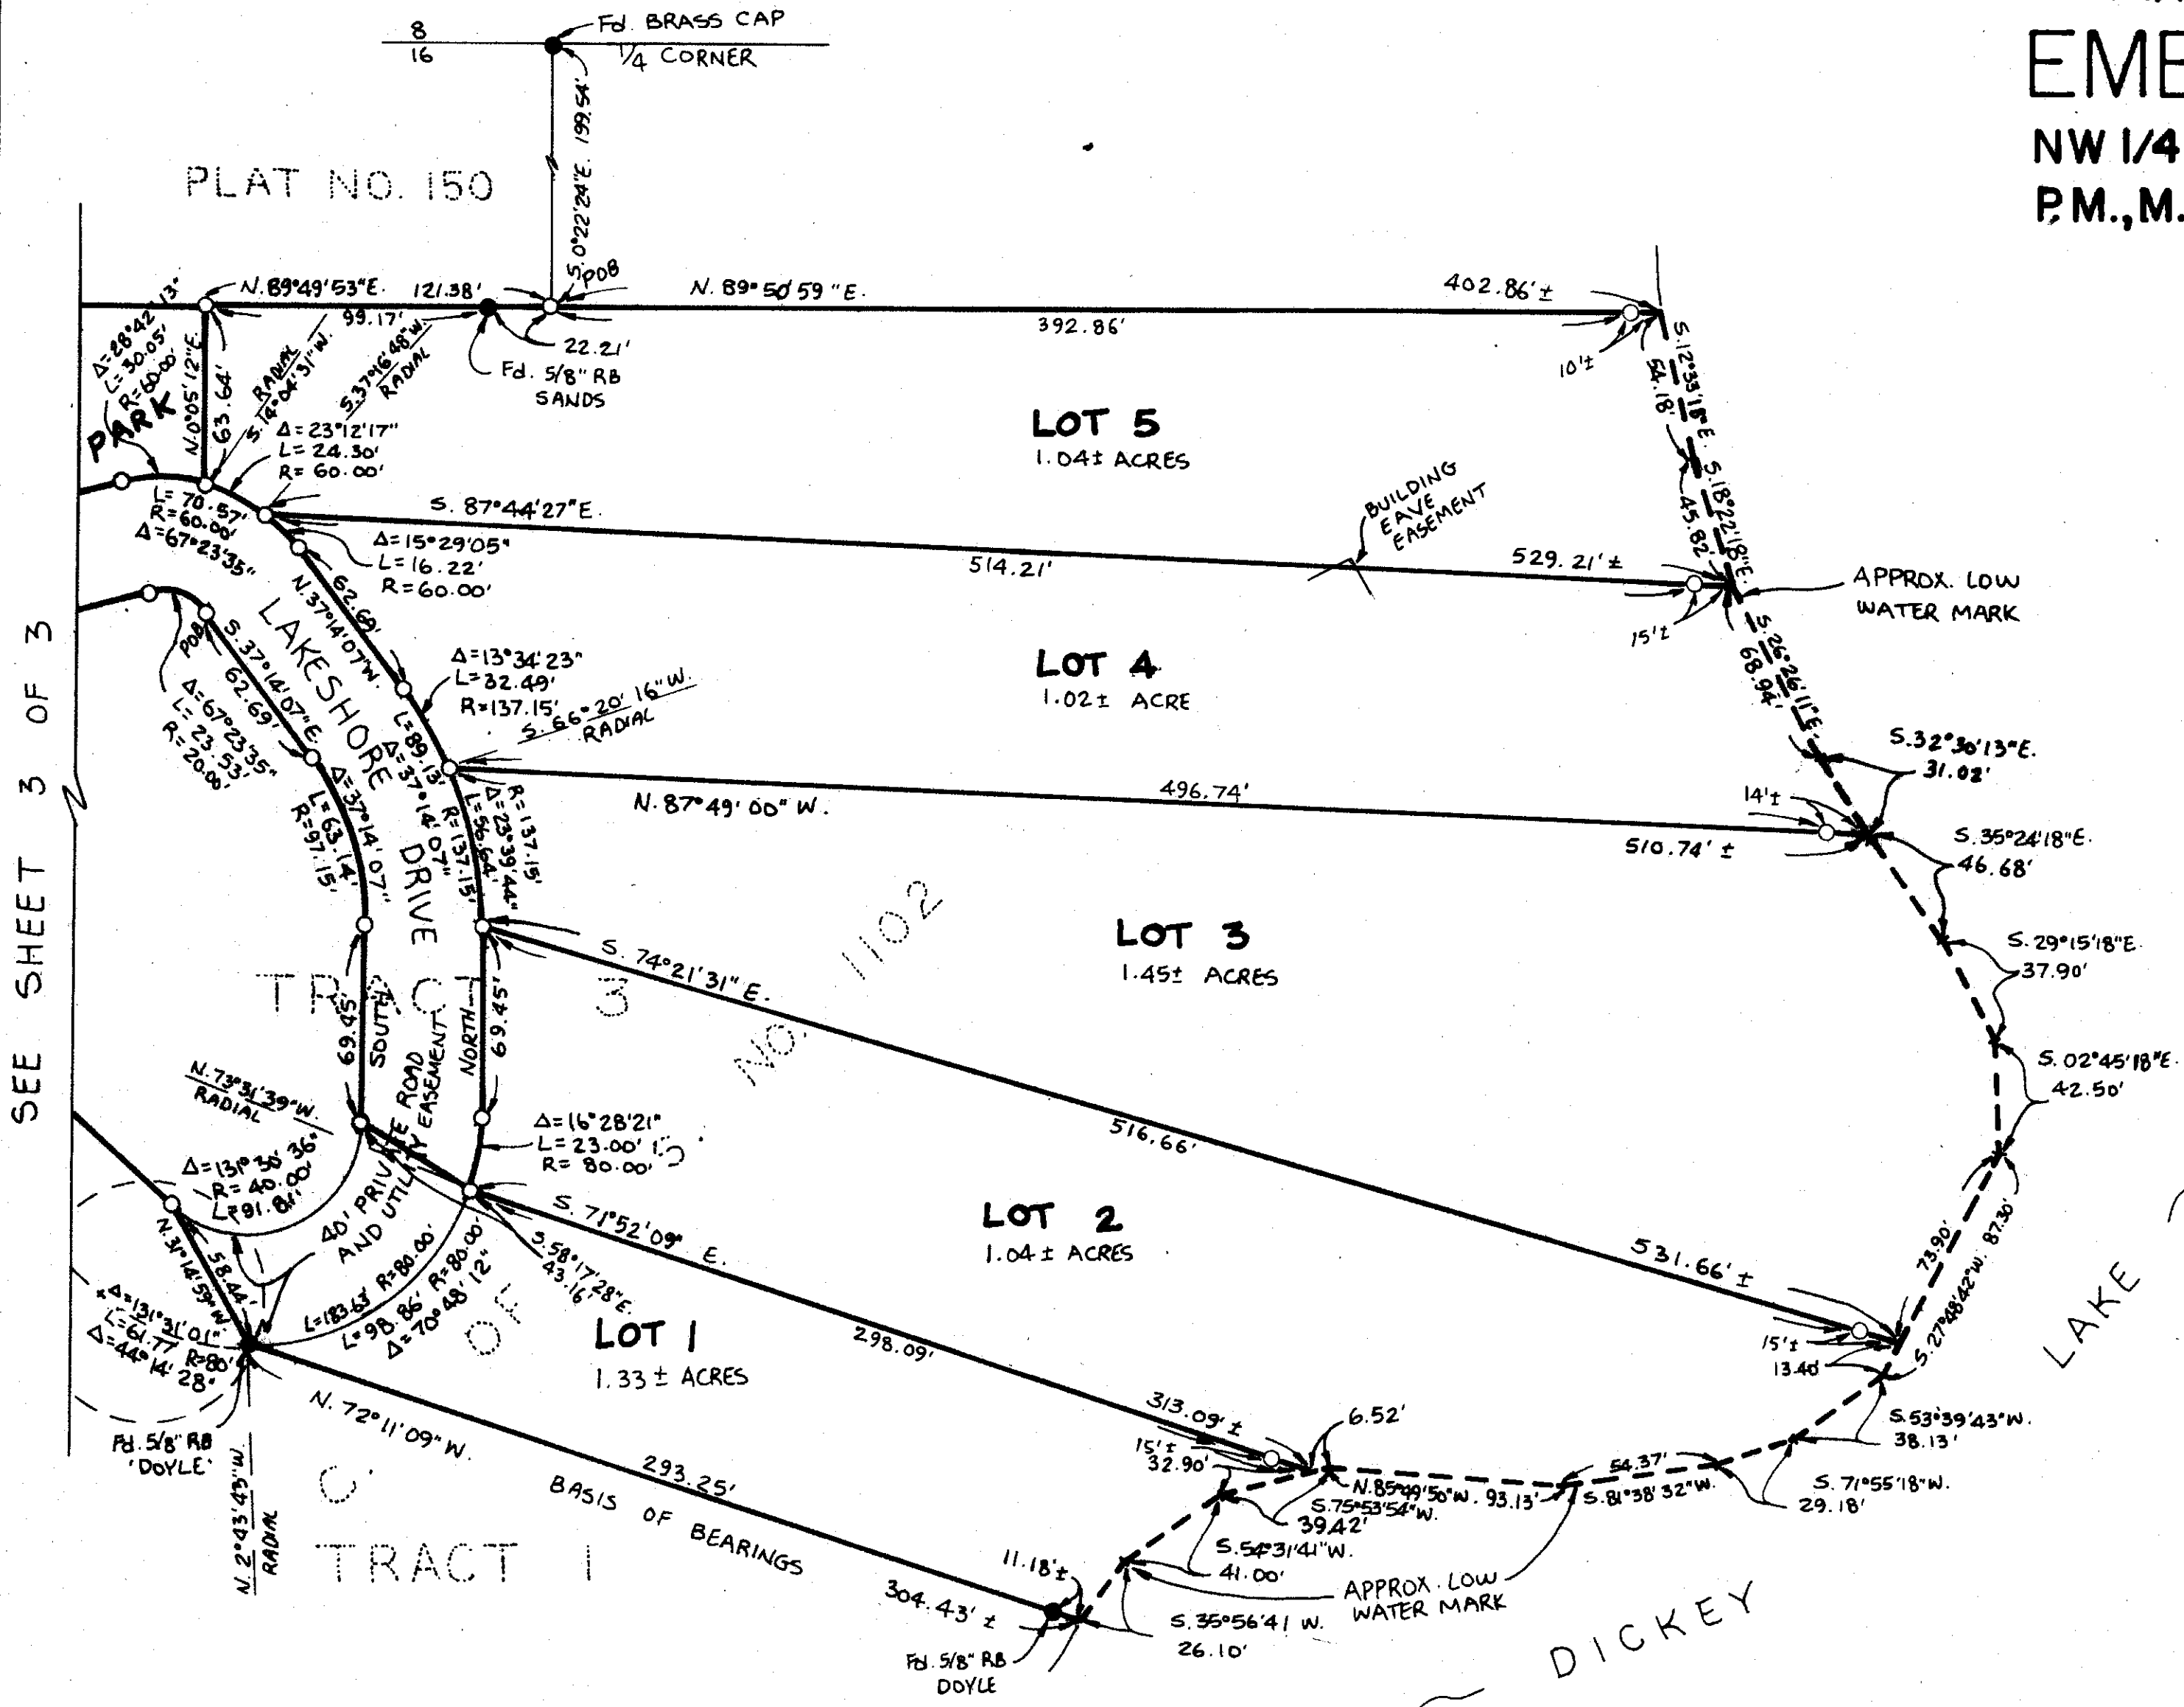 8
16
Fd. BRASS CAP
1/4 CORNER
EME
NW 1/4
P.M., M.
S. 0°22'24"E. 199.54'
PLAT NO. 150
N. 89°49'53"E. 121.38'
99.17'
POB
N. 89°50'59"E.
402.86'±
392.86'
22.21'
Fd. 5/8" RB
SANDS
10'±
Δ=28°42'13"
L=30.05'
R=60.00'
PARK
N.0°05'12"E.
63.64'
RADIAL
S.14°04'31"W.
S.37°16'48"W.
RADIAL
Δ=23°12'17"
L=24.30'
R=60.00'
S.12°33'18"E.
54.18'
LOT 5
1.04± ACRES
S.18°22'18"E.
45.82'
BUILDING
EAVE
EASEMENT
L=70.57'
R=60.00'
Δ=67°23'35"
S. 87°44'27"E.
514.21'
529.21'±
Δ=15°29'05"
L=16.22'
R=60.00'
15'±
APPROX. LOW
WATER MARK
62.69'
N.37°14'07"W.
LAKESHORE DRIVE
POB
S.37°14'07"E.
62.69'
Δ=67°23'35"
L=23.53'
R=20.00'
Δ=13°34'23"
L=32.49'
R=137.15'
S.66°20'16"W.
RADIAL
LOT 4
1.02± ACRE
S.26°26'11"E.
68.94'
S.32°30'13"E.
31.02'
SEE SHEET 3 OF 3
L=89.13'
Δ=37°14'07"
R=137.15'
Δ=37°14'07"
L=63.14'
R=97.15'
R=137.15'
Δ=23°39'44"
L=56.64'
N.87°49'00"W.
496.74'
14'±
510.74'±
S.35°24'18"E.
46.68'
LOT 3
1.45± ACRES
S.29°15'18"E.
37.90'
S. 74°21'31"E.
516.66'
531.66'±
TRACT 3
NO. 1102
69.45'
SOUTH
NORTH
69.45'
S.02°45'18"E.
42.50'
N.73°31'39"W.
RADIAL
40' PRIVATE ROAD
AND UTILITY EASEMENT
Δ=16°28'21"
L=23.00'
R=80.00'
Δ=131°30'36"
R=40.00'
L=91.81'
S. 71°52'09"E.
298.09'
313.09'±
S.58°17'28"E.
43.16'
LOT 2
1.04± ACRES
73.90'
S.27°48'42"W. 87.30'
15'±
13.40'
LAKE
N.31°14'59"W.
58.44'
Δ=131°31'01"
L=61.77' R=80'
Δ=44°14'28"
L=183.63' R=80.00'
L=98.86' R=80.00'
Δ=70°48'12"
OF
LOT 1
1.33± ACRES
Fd. 5/8" RB
'DOYLE'
N.2°43'43"W.
RADIAL
N. 72°11'09"W.
293.25'
BASIS OF BEARINGS
304.43'±
C.
TRACT 1
15'±
32.90'
6.52'
N.85°49'50"W. 93.13'
54.37'
S.81°38'32"W.
S.53°39'43"W.
38.13'
S.71°55'18"W.
29.18'
S.75°53'54"W.
39.42'
S.54°31'41"W.
41.00'
11.18'±
APPROX. LOW
WATER MARK
S.35°56'41 W.
26.10'
Fd. 5/8" RB
DOYLE
DICKEY